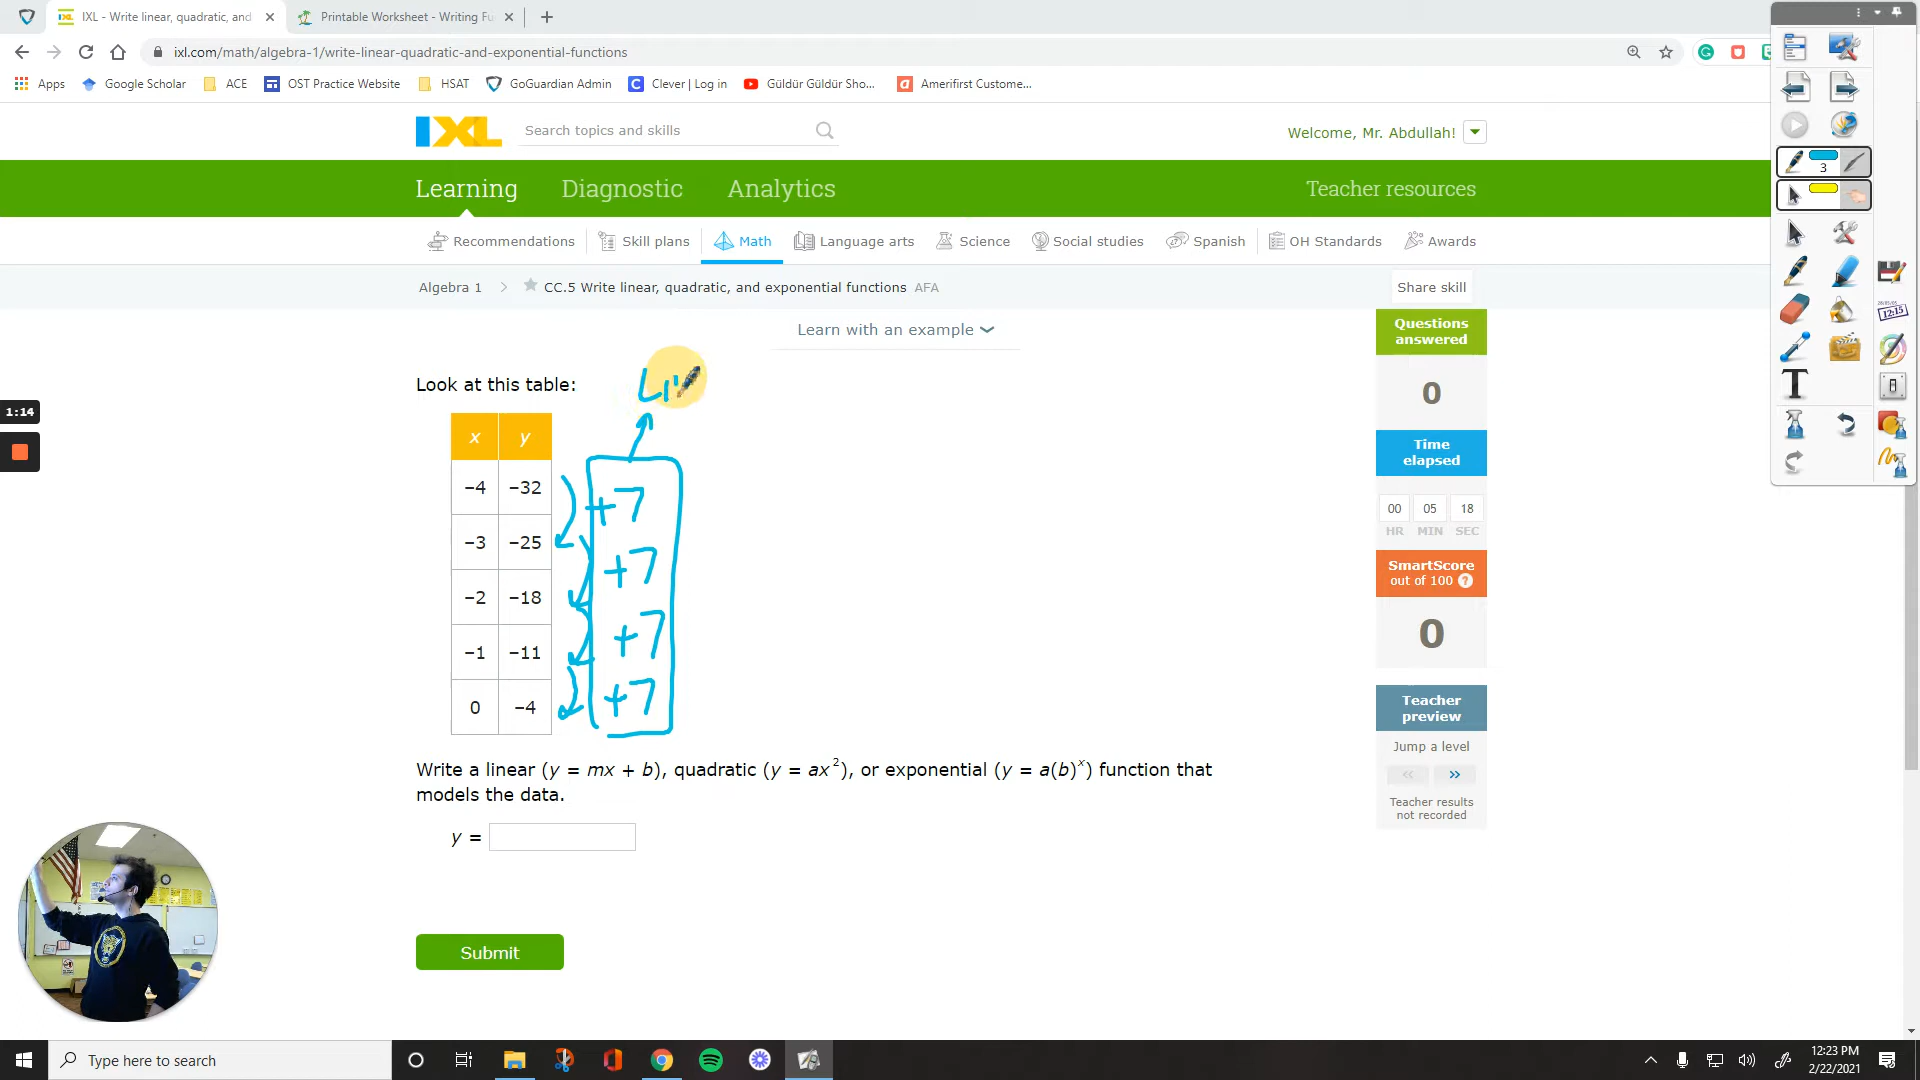 IXL - Write linear, quadratic, and
Printable Worksheet - Writing Fu
ixl.com/math/algebra-1/write-linear-quadratic-and-exponential-functions
Apps Google Scholar ACE OST Practice Website HSAT GoGuardian Admin Clever | Log in Güldür Güldür Sho... Amerifirst Custome...
IXL Search topics and skills Welcome, Mr. Abdullah!
Learning Diagnostic Analytics Teacher resources
Recommendations Skill plans Math Language arts Science Social studies Spanish OH Standards Awards
Algebra 1 > CC.5 Write linear, quadratic, and exponential functions AFA Share skill
Learn with an example
Look at this table:
Lin
x y
−4 −32
−3 −25
−2 −18
−1 −11
0 −4
+7
+7
+7
+7
Write a linear (y = mx + b), quadratic (y = ax²), or exponential (y = a(b)ˣ) function that
models the data.
y =
Submit
Questions
answered
0
Time
elapsed
00 05 18
HR MIN SEC
SmartScore
out of 100 ?
0
Teacher
preview
Jump a level
<< >>
Teacher results
not recorded
1:14
3
12:15
T
Type here to search
12:23 PM
2/22/2021